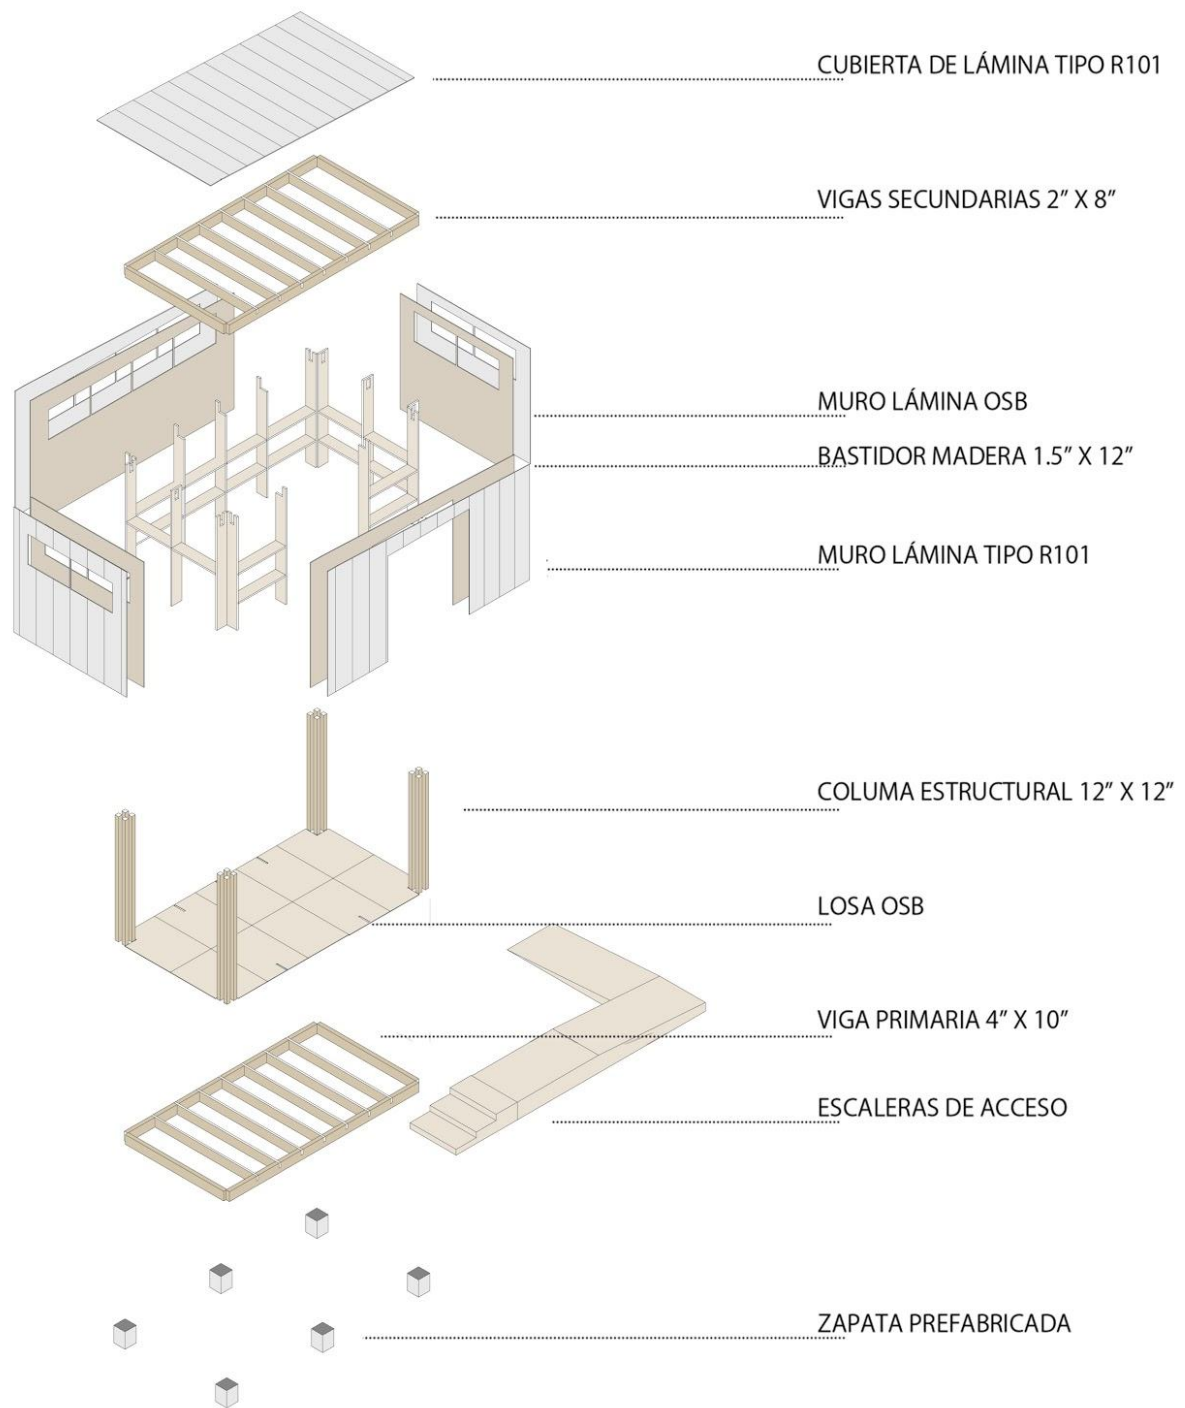 CUBIERTA DE LÁMINA TIPO R101
VIGAS SECUNDARIAS 2” X 8”
MURO LÁMINA OSB
BASTIDOR MADERA 1.5” X 12”
MURO LÁMINA TIPO R101
COLUMA ESTRUCTURAL 12” X 12”
LOSA OSB
VIGA PRIMARIA 4” X 10”
ESCALERAS DE ACCESO
ZAPATA PREFABRICADA